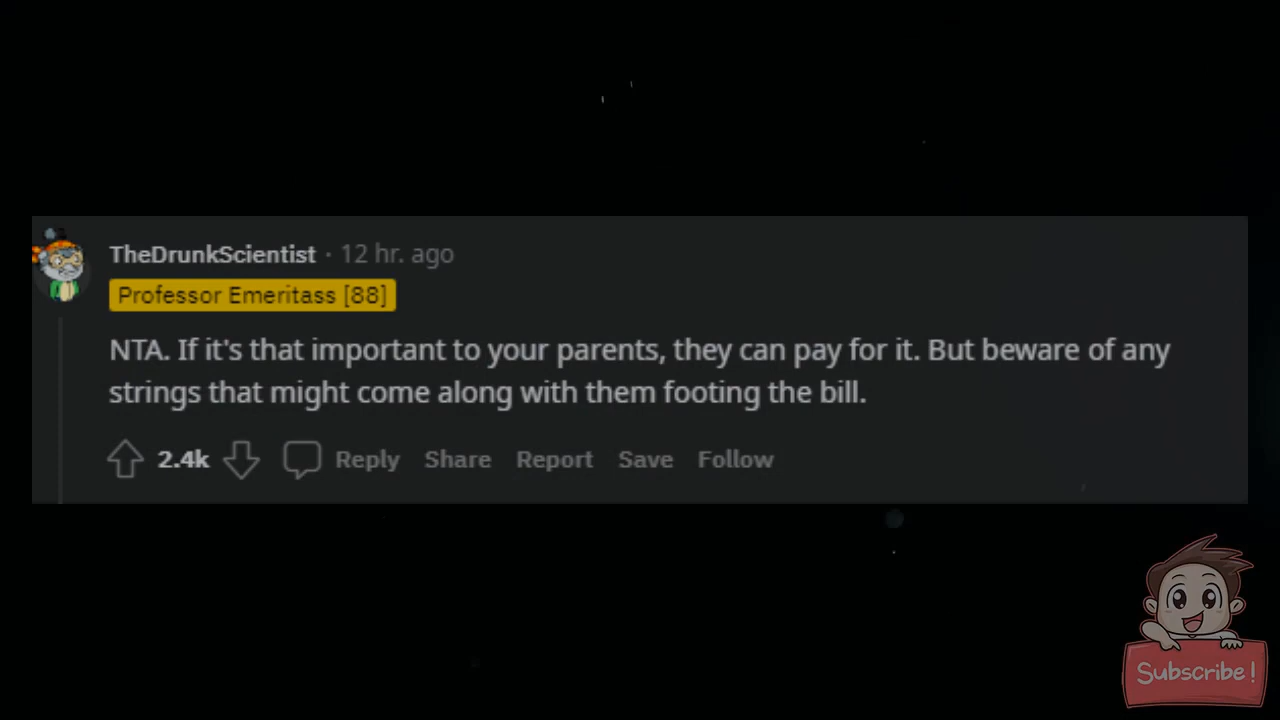 TheDrunkScientist · 12 hr. ago
Professor Emeritass [88]
NTA. If it's that important to your parents, they can pay for it. But beware of any
strings that might come along with them footing the bill.
2.4k Reply Share Report Save Follow
Subscribe!